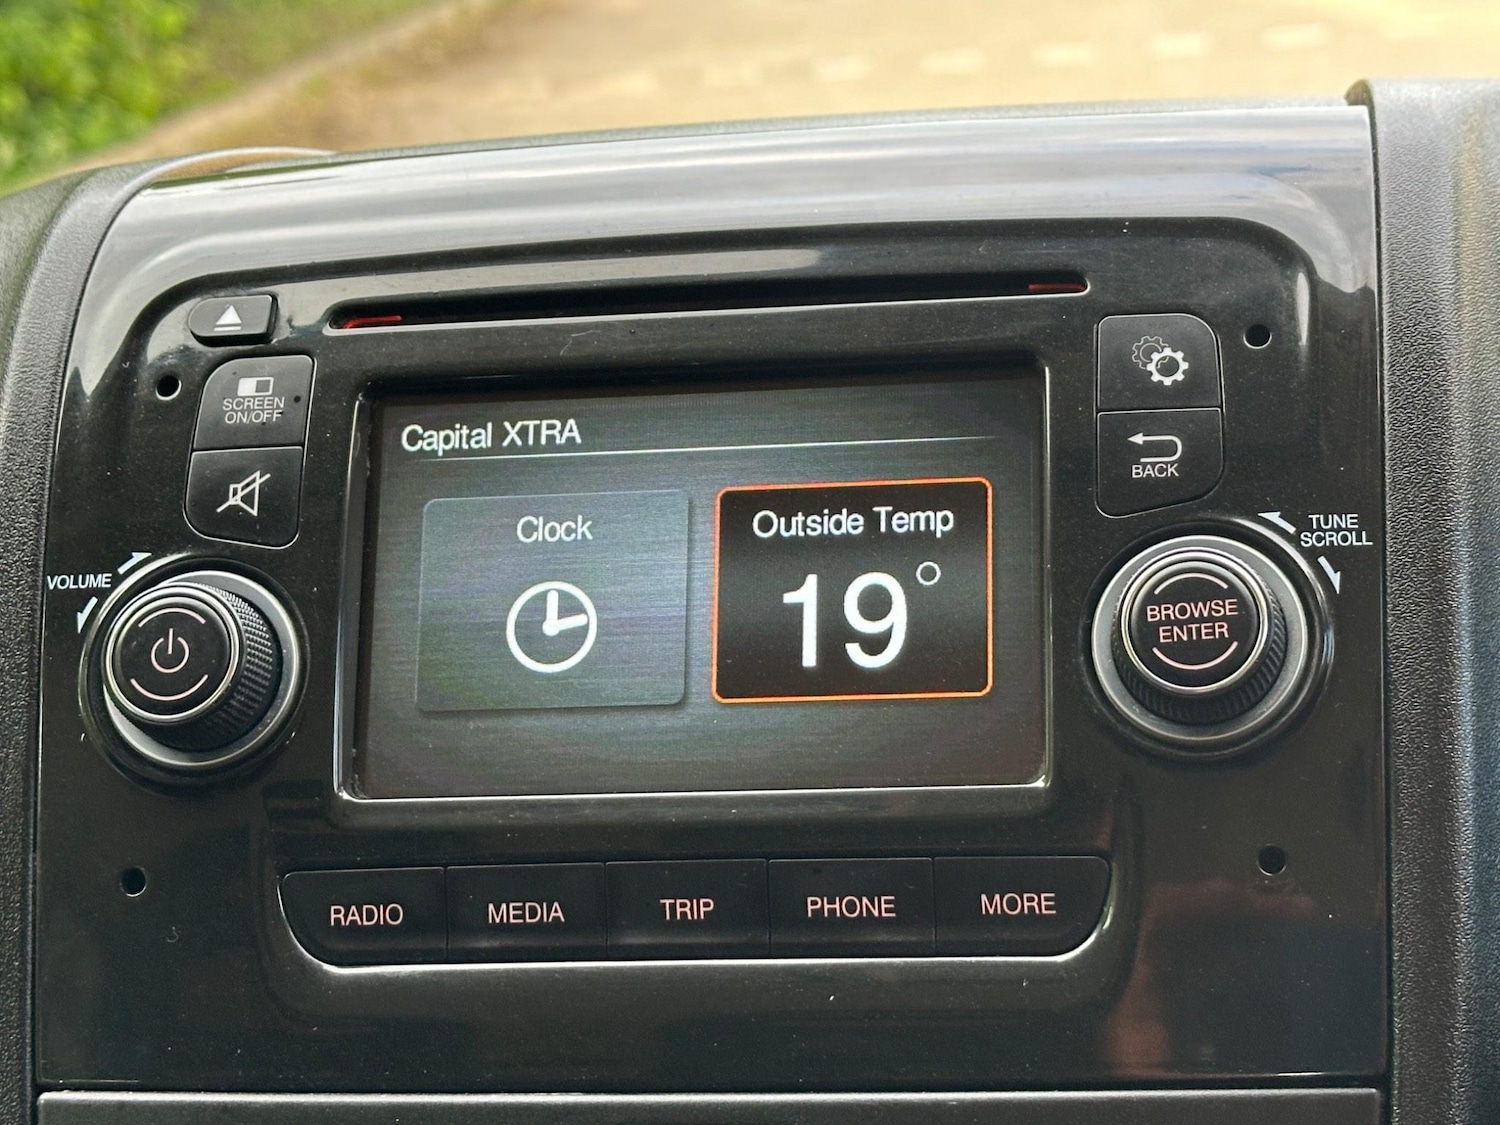 SCREEN
ON/OFF
VOLUME
Capital XTRA
Clock
Outside Temp
19°
BACK
TUNE
SCROLL
BROWSE
ENTER
RADIO
MEDIA
TRIP
PHONE
MORE